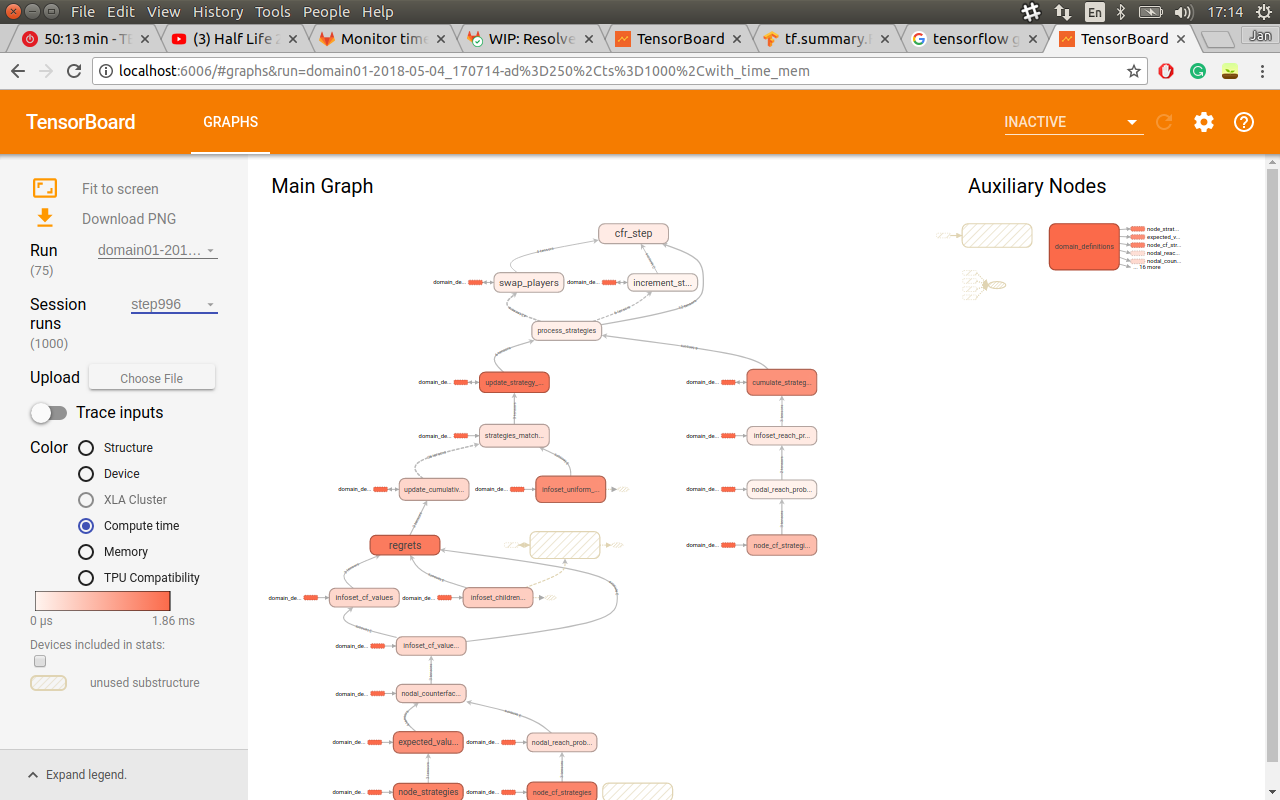 File Edit View History Tools People Help
En
17:14
50:13 min - TE
(3) Half Life 2
Monitor time
WIP: Resolve
TensorBoard
tf.summary.F
tensorflow g
TensorBoard
Jan
localhost:6006/#graphs&run=domain01-2018-05-04_170714-ad%3D250%2Cts%3D1000%2Cwith_time_mem
TensorBoard
GRAPHS
INACTIVE
Fit to screen
Download PNG
Run
(75)
domain01-201...
Session
runs
(1000)
step996
Upload
Choose File
Trace inputs
Color
Structure
Device
XLA Cluster
Compute time
Memory
TPU Compatibility
0 µs
1.86 ms
Devices included in stats:
unused substructure
Expand legend.
Main Graph
cfr_step
domain_de...
swap_players
domain_de...
increment_st...
process_strategies
domain_de...
update_strategy_...
domain_de...
cumulate_strateg...
domain_de...
strategies_match...
domain_de...
infoset_reach_pr...
domain_de...
update_cumulativ...
domain_de...
infoset_uniform_...
domain_de...
nodal_reach_prob...
regrets
domain_de...
node_cf_strategi...
domain_de...
infoset_cf_values
domain_de...
infoset_children...
domain_de...
infoset_cf_value...
domain_de...
nodal_counterfac...
domain_de...
expected_valu...
domain_de...
nodal_reach_prob...
domain_de...
node_strategies
domain_de...
node_cf_strategies
Auxiliary Nodes
domain_definitions
node_strat...
expected_v...
node_cf_str...
nodal_reac...
nodal_coun...
... 16 more